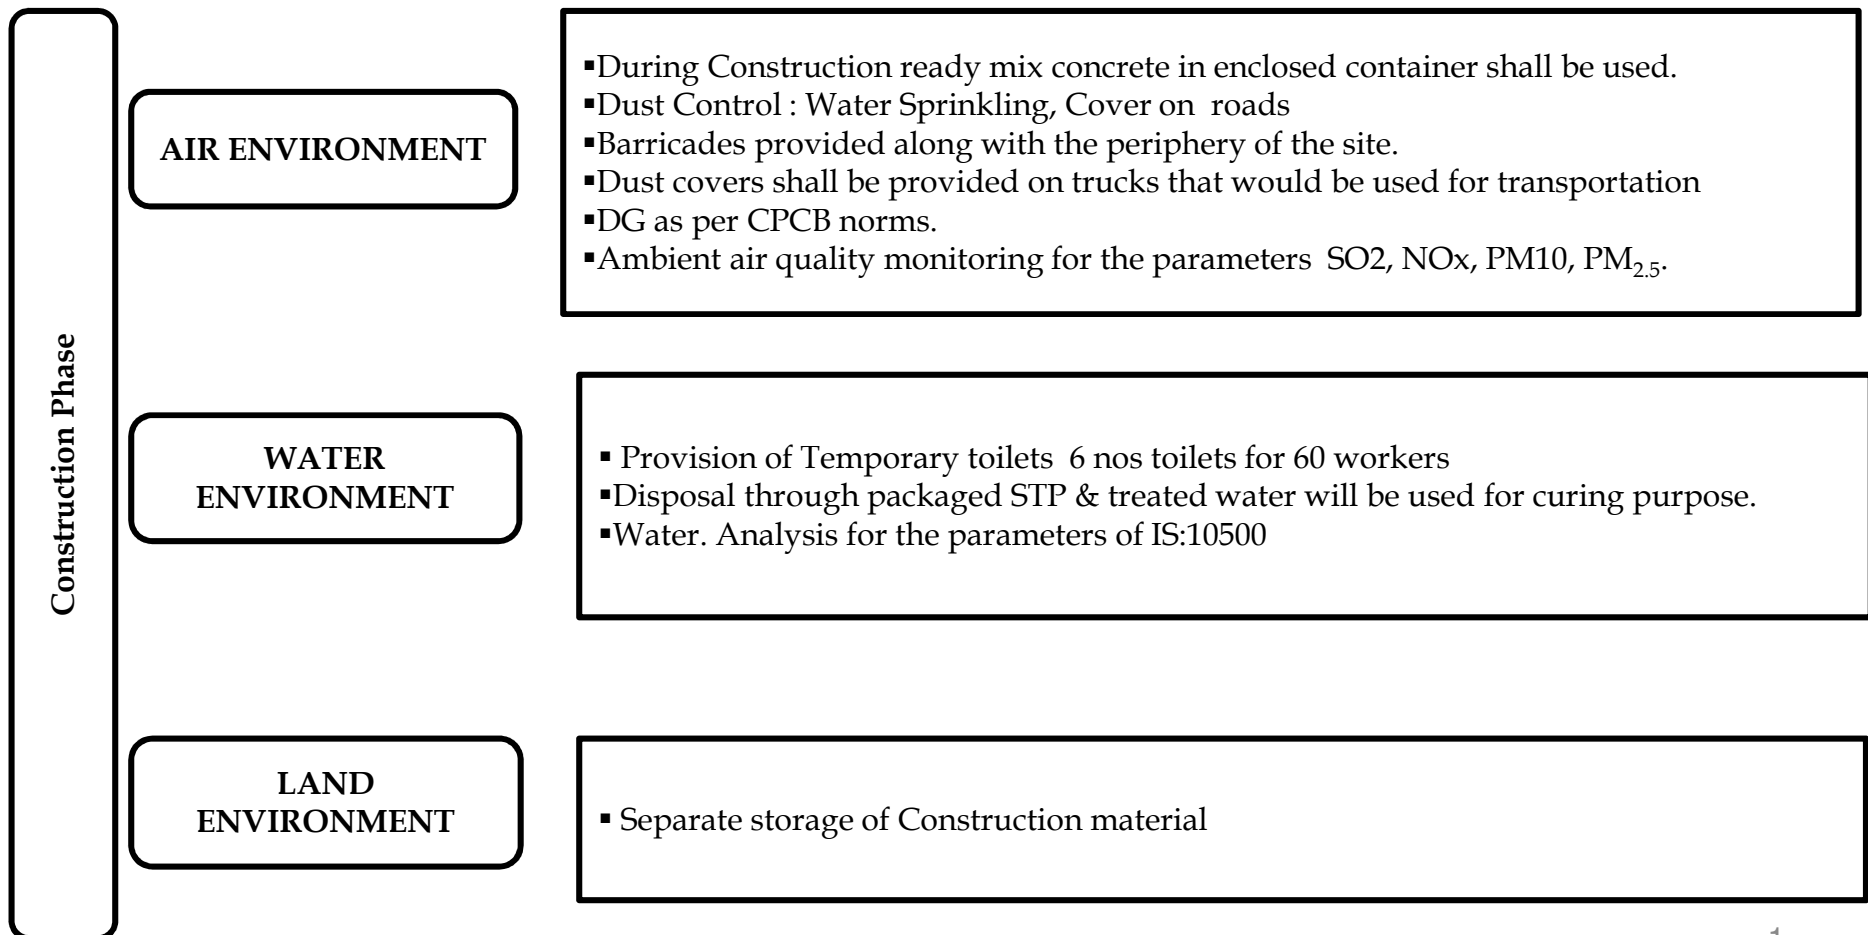 Construction Phase
AIR ENVIRONMENT
▪During Construction ready mix concrete in enclosed container shall be used.
▪Dust Control : Water Sprinkling, Cover on roads
▪Barricades provided along with the periphery of the site.
▪Dust covers shall be provided on trucks that would be used for transportation
▪DG as per CPCB norms.
▪Ambient air quality monitoring for the parameters SO2, NOx, PM10, PM2.5.
WATER
ENVIRONMENT
▪ Provision of Temporary toilets 6 nos toilets for 60 workers
▪Disposal through packaged STP & treated water will be used for curing purpose.
▪Water. Analysis for the parameters of IS:10500
LAND
ENVIRONMENT
▪ Separate storage of Construction material